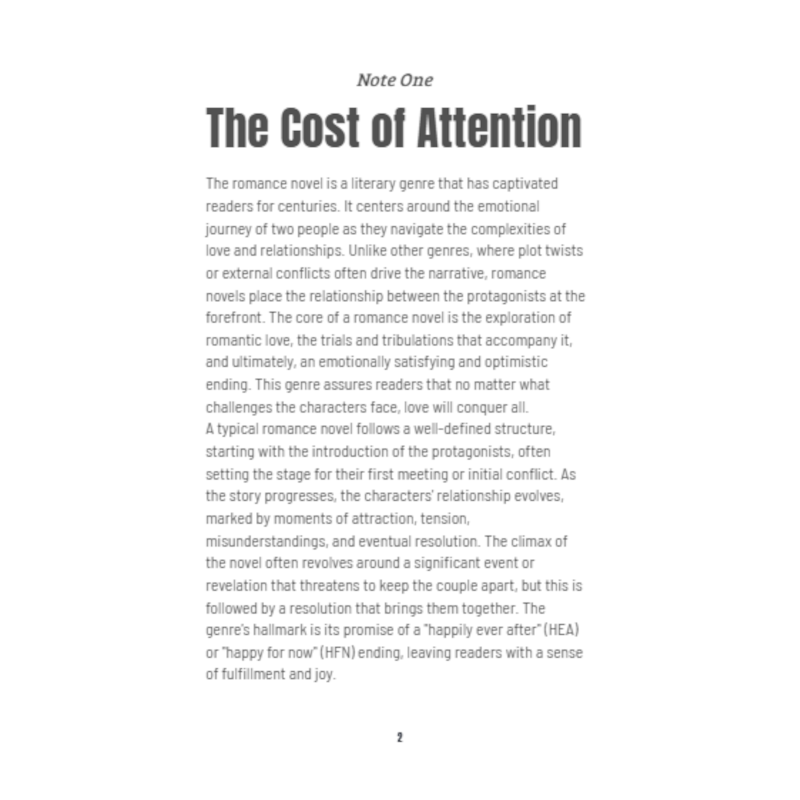 Note One
The Cost of Attention
The romance novel is a literary genre that has captivated
readers for centuries. It centers around the emotional
journey of two people as they navigate the complexities of
love and relationships. Unlike other genres, where plot twists
or external conflicts often drive the narrative, romance
novels place the relationship between the protagonists at the
forefront. The core of a romance novel is the exploration of
romantic love, the trials and tribulations that accompany it,
and ultimately, an emotionally satisfying and optimistic
ending. This genre assures readers that no matter what
challenges the characters face, love will conquer all.
A typical romance novel follows a well-defined structure,
starting with the introduction of the protagonists, often
setting the stage for their first meeting or initial conflict. As
the story progresses, the characters' relationship evolves,
marked by moments of attraction, tension,
misunderstandings, and eventual resolution. The climax of
the novel often revolves around a significant event or
revelation that threatens to keep the couple apart, but this is
followed by a resolution that brings them together. The
genre's hallmark is its promise of a "happily ever after" (HEA)
or "happy for now" (HFN) ending, leaving readers with a sense
of fulfillment and joy.
2